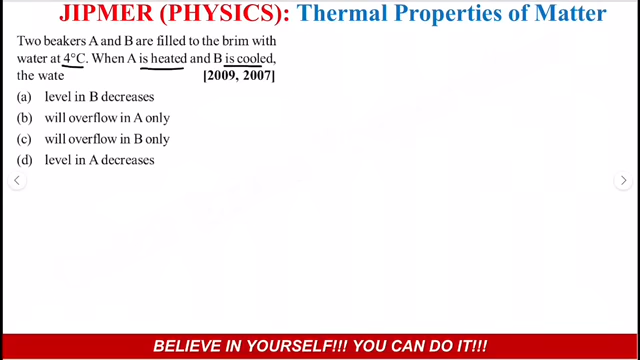 JIPMER (PHYSICS): Thermal Properties of Matter
Two beakers A and B are filled to the brim with
water at 4°C. When A is heated and B is cooled,
the wate [2009, 2007]
(a) level in B decreases
(b) will overflow in A only
(c) will overflow in B only
(d) level in A decreases
BELIEVE IN YOURSELF!!! YOU CAN DO IT!!!